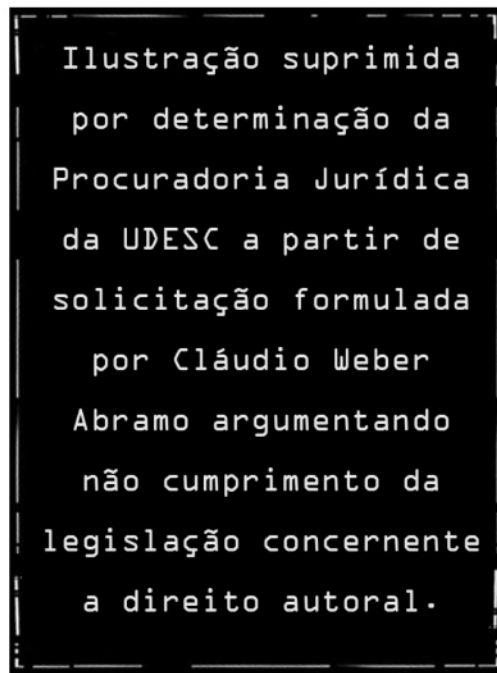 Ilustração suprimida
por determinação da
Procuradoria Jurídica
da UDESC a partir de
solicitação formulada
por Cláudio Weber
Abramo argumentando
não cumprimento da
legislação concernente
a direito autoral.